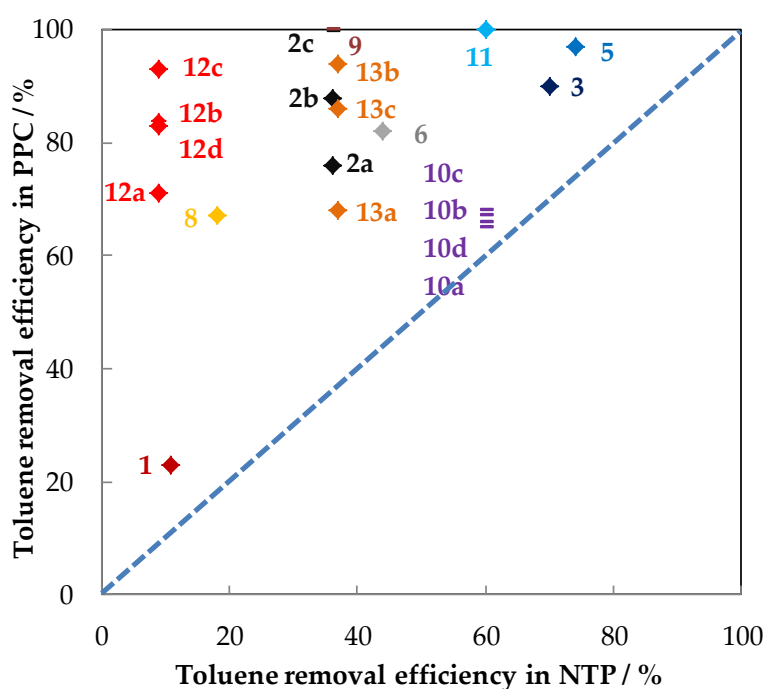 100
2c
9
11
5
12c
13b
3
2b
13c
12b
6
80
12d
2a
10c
12a
8
13a
10b
60
10d
10a
40
1
20
0
0
20
40
60
80
100
Toluene removal efficiency in PPC / %
Toluene removal efficiency in NTP / %